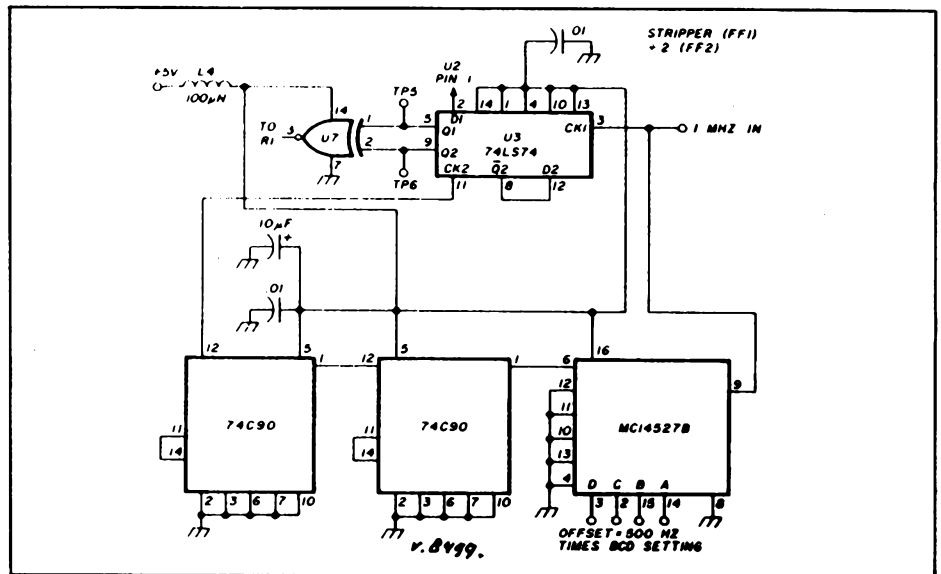 STRIPPER (FF1)
÷ 2 (FF2)
.01
+5V
L4
100µH
U2
PIN 1
TP5
14
2
14
1
4
10
13
TO
R1
3
U7
1
2
7
5
9
D1
Q1
Q2
U3
74LS74
CK1
CK2
Q̅2
D2
3
1 MHZ IN
11
8
12
TP6
10µF
+
.01
12
5
1
12
5
1
6
16
9
74C90
11
14
2
3
6
7
10
74C90
11
14
2
3
6
7
10
MC14527B
12
11
10
13
4
D
C
B
A
3
2
15
14
8
OFFSET = 500 HZ
TIMES BCD SETTING